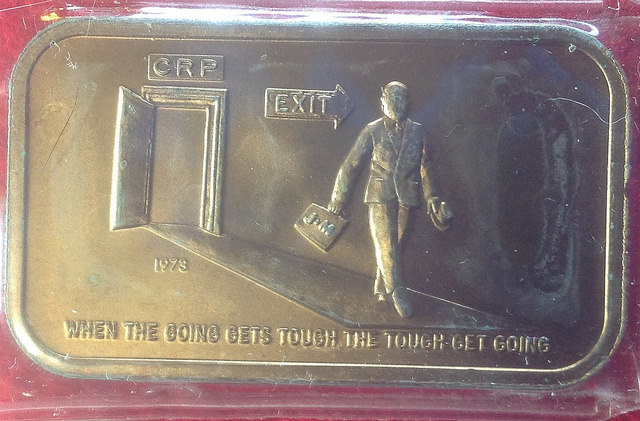 CRP
EXIT
J·M
1973
WHEN THE GOING GETS TOUGH THE TOUGH GET GOING